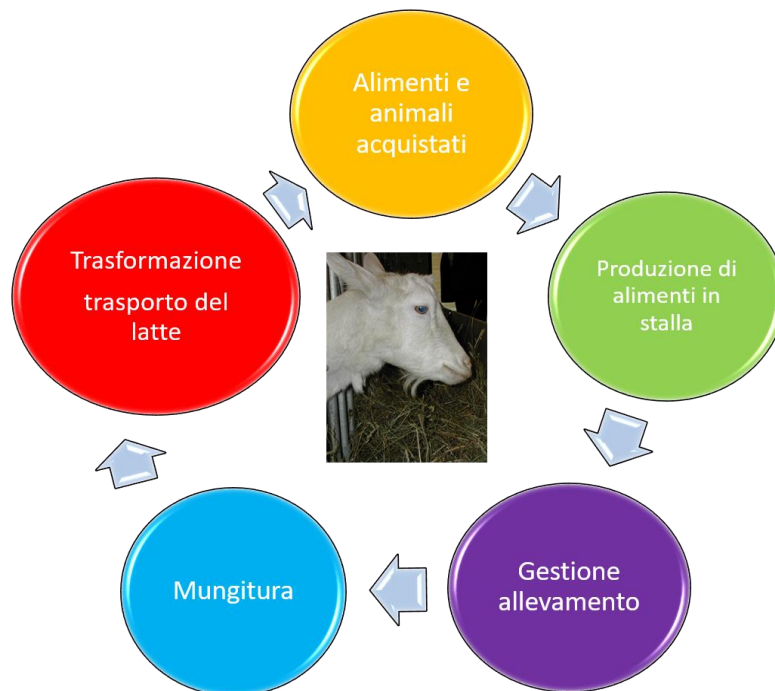 Alimenti e
animali
acquistati
Produzione di
alimenti in
stalla
Gestione
allevamento
Mungitura
Trasformazione
trasporto del
latte